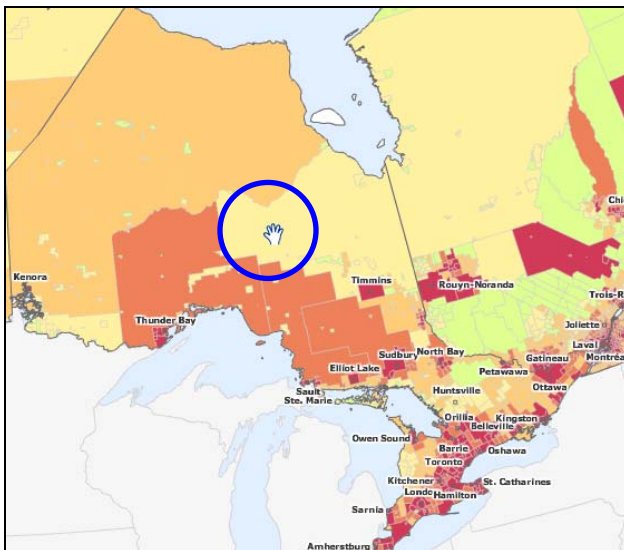 Chi
Kenora
Timmins
Rouyn-Noranda
Trois-R
Thunder Bay
Joliette
Laval
Montréa
Sudbury
North Bay
Gatineau
Elliot Lake
Petawawa
Ottawa
Sault
Ste. Marie
Huntsville
Orillia
Kingston
Belleville
Owen Sound
Barrie
Oshawa
Toronto
Kitchener
St. Catharines
Londo
Hamilton
Sarnia
Amherstburg